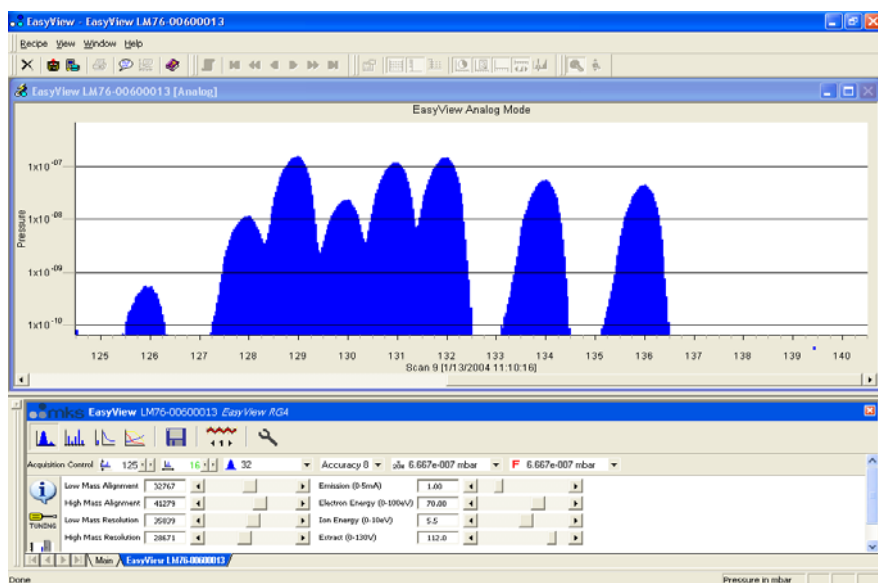 EasyView - EasyView LM76-00600013
Recipe View Window Help
EasyView LM76-00600013 [Analog]
EasyView Analog Mode
Pressure
1x10-07
1x10-08
1x10-09
1x10-10
125 126 127 128 129 130 131 132 133 134 135 136 137 138 139 140
Scan 9 [1/13/2004 11:10:16]
mks EasyView LM76-00600013 EasyView RGA
Acquisition Control 125 16 32 Accuracy 8 6.667e-007 mbar F 6.667e-007 mbar
Low Mass Alignment 32767 Emission (0-5mA) 1.00
High Mass Alignment 41279 Electron Energy (0-100eV) 70.00
TUNING Low Mass Resolution 35839 Ion Energy (0-10eV) 5.5
High Mass Resolution 28671 Extract (0-130V) 112.0
Main EasyView LM76-00600013
Done Pressure in mbar